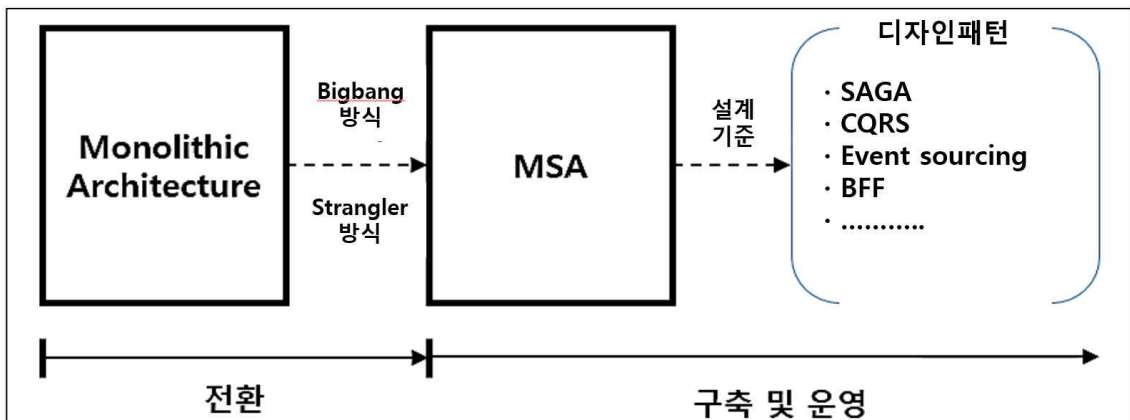 Monolithic
Architecture
Bigbang
방식
Strangler
방식
MSA
설계
기준
디자인패턴
· SAGA
· CQRS
· Event sourcing
· BFF
· ...........
전환
구축 및 운영